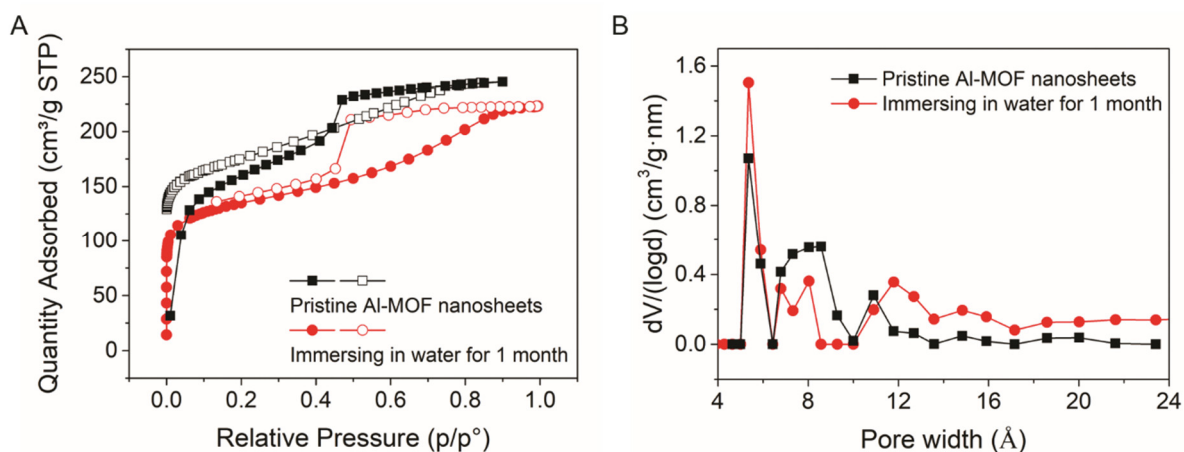 A
Quantity Adsorbed (cm³/g STP)
250
200
150
100
50
0
Pristine Al-MOF nanosheets
Immersing in water for 1 month
0.0 0.2 0.4 0.6 0.8 1.0
Relative Pressure (p/p°)
B
dV/(logd) (cm³/g·nm)
1.6
1.2
0.8
0.4
0.0
Pristine Al-MOF nanosheets
Immersing in water for 1 month
4 8 12 16 20 24
Pore width (Å)